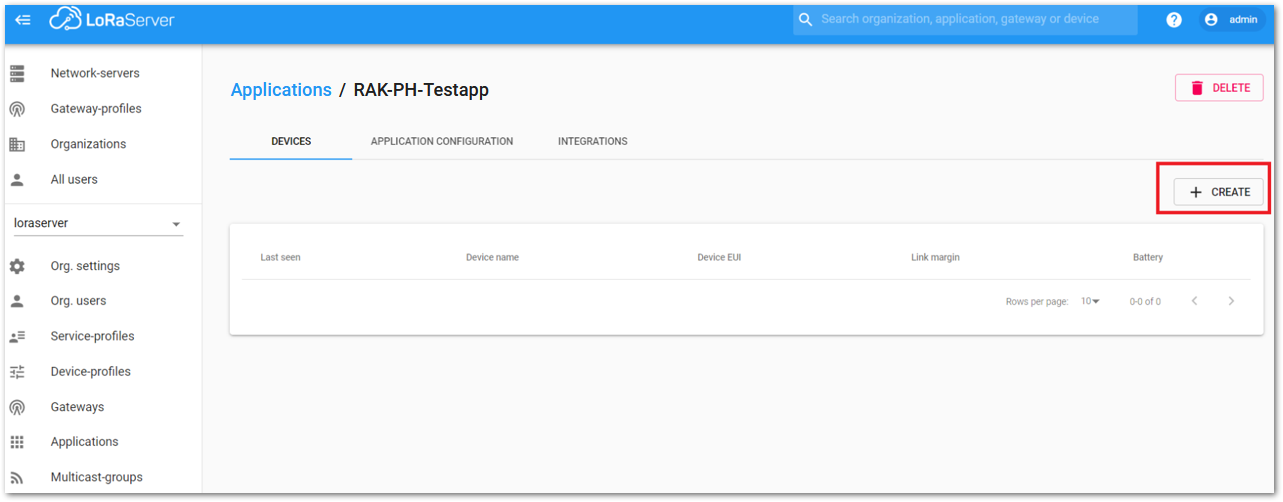 LoRaServer
Search organization, application, gateway or device
admin
Network-servers
Gateway-profiles
Organizations
All users
loraserver
Org. settings
Org. users
Service-profiles
Device-profiles
Gateways
Applications
Multicast-groups
Applications / RAK-PH-Testapp
DELETE
DEVICES APPLICATION CONFIGURATION INTEGRATIONS
+ CREATE
Last seen Device name Device EUI Link margin Battery
Rows per page: 10 0-0 of 0